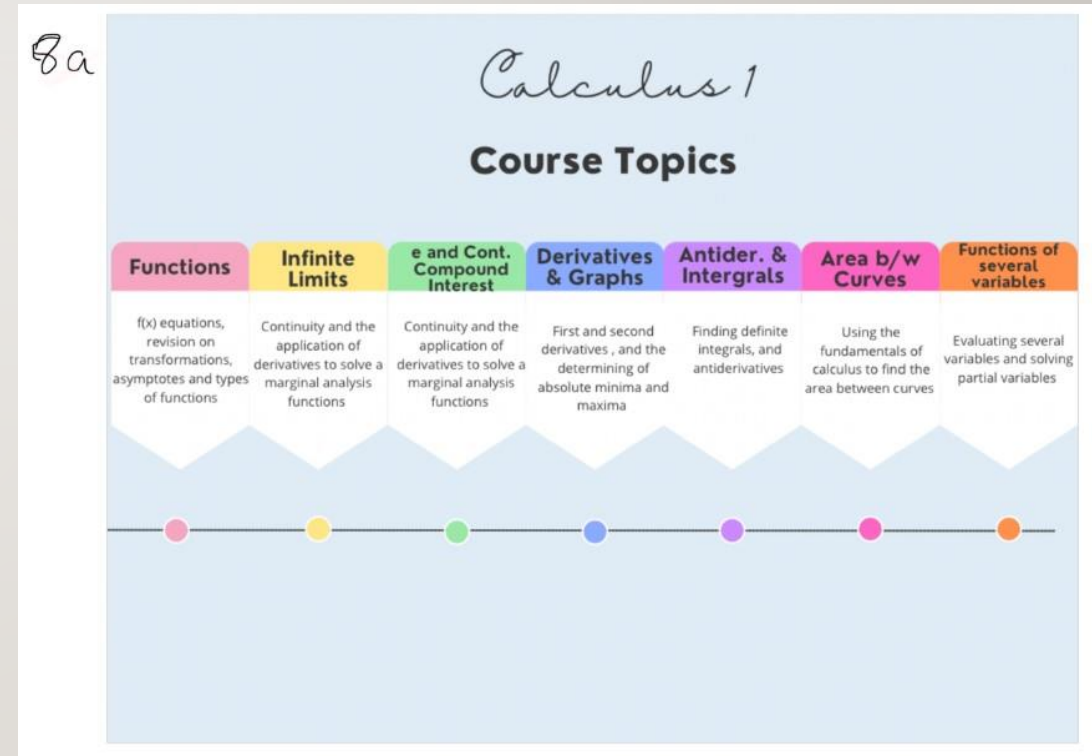 8a
Calculus 1
Course Topics
Functions
f(x) equations,
revision on
transformations,
asymptotes and types
of functions
Infinite
Limits
Continuity and the
application of
derivatives to solve a
marginal analysis
functions
e and Cont.
Compound
Interest
Continuity and the
application of
derivatives to solve a
marginal analysis
functions
Derivatives
& Graphs
First and second
derivatives , and the
determining of
absolute minima and
maxima
Antider. &
Intergrals
Finding definite
integrals, and
antiderivatives
Area b/w
Curves
Using the
fundamentals of
calculus to find the
area between curves
Functions of
several
variables
Evaluating several
variables and solving
partial variables